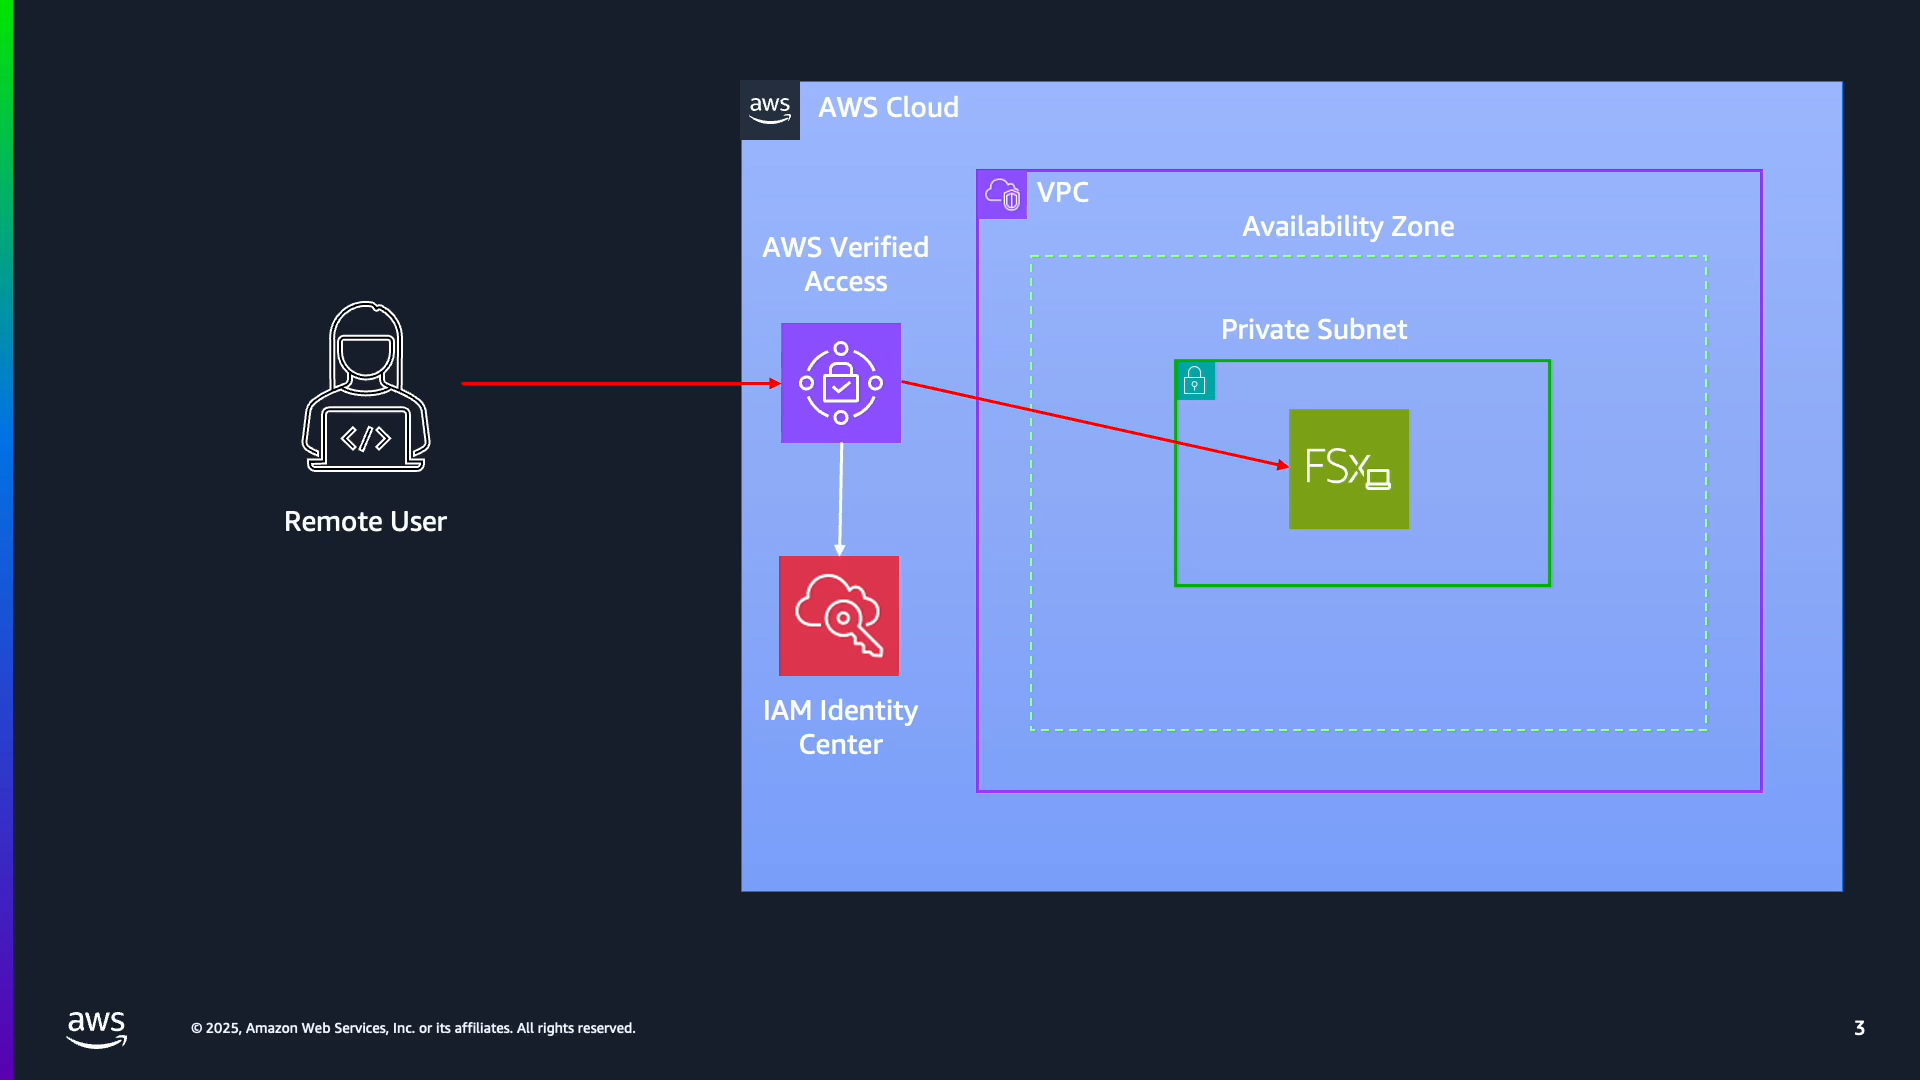 aws
AWS Cloud
VPC
Availability Zone
AWS Verified
Access
Private Subnet
FSx
</>
Remote User
IAM Identity
Center
aws
© 2025, Amazon Web Services, Inc. or its affiliates. All rights reserved.
3